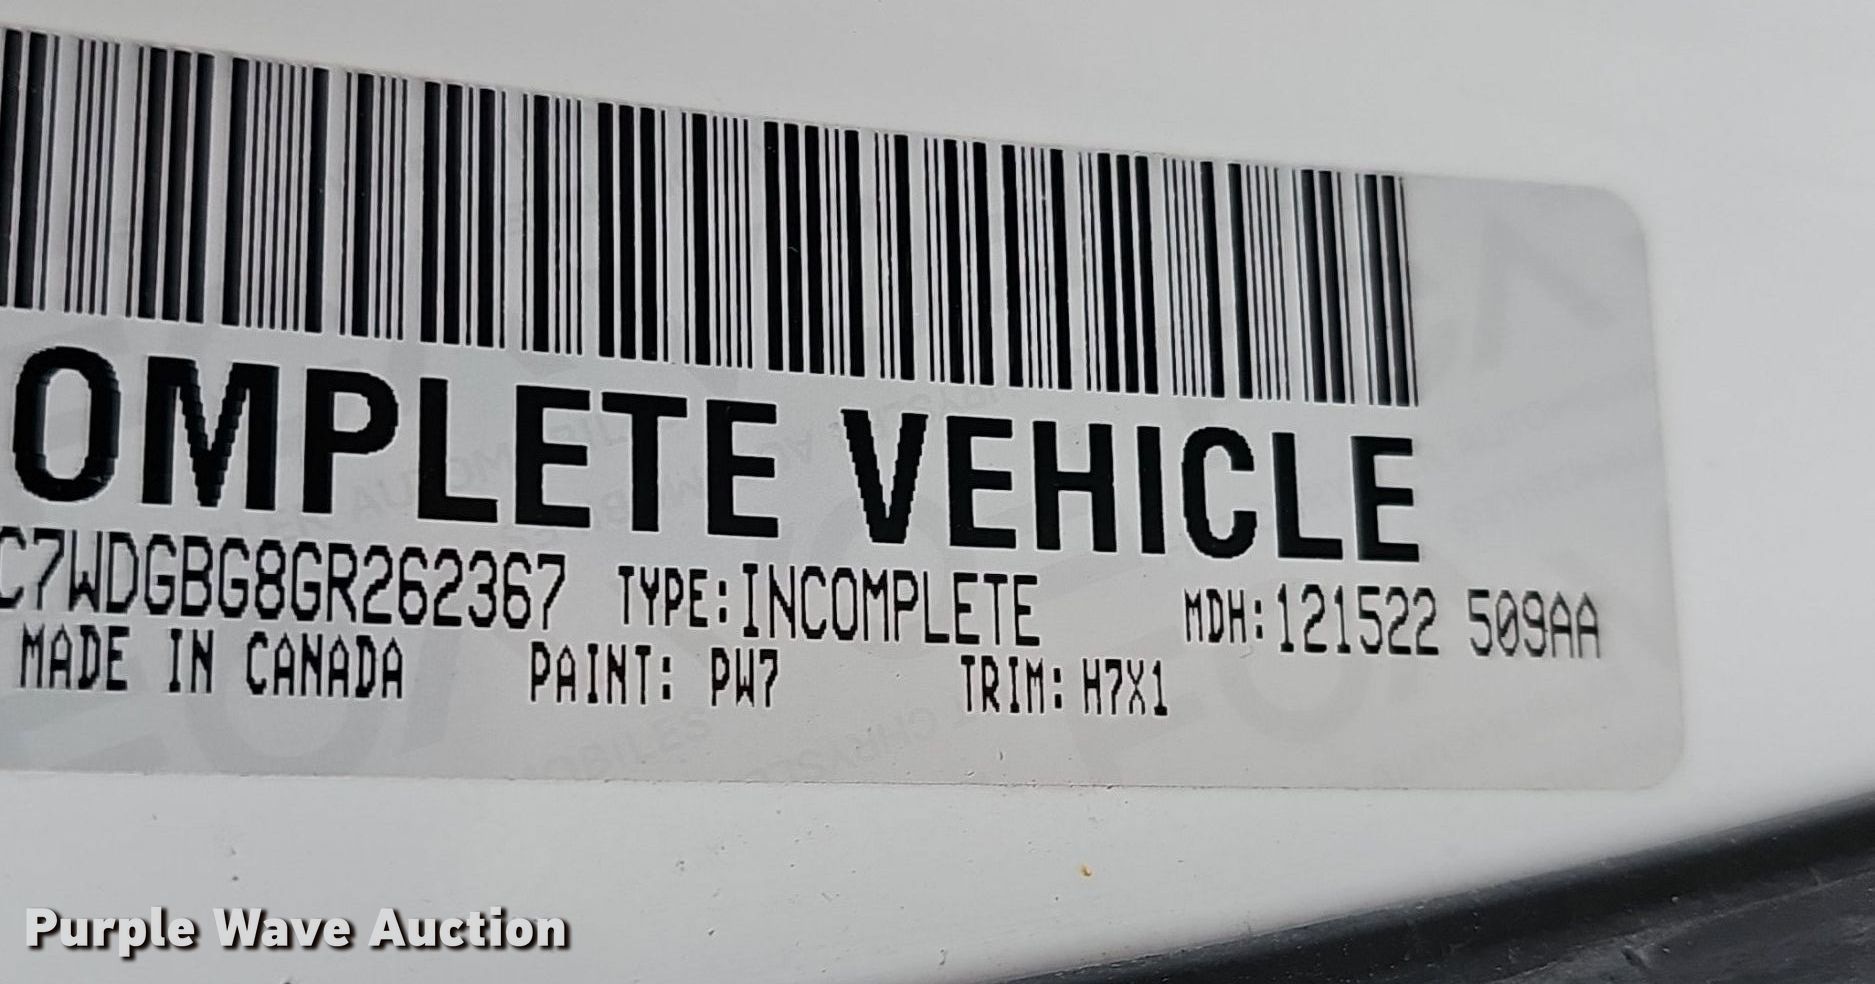 OMPLETE VEHICLE
C7WDGBG8GR262367 TYPE:INCOMPLETE MDH:121522 509AA
MADE IN CANADA PAINT: PW7 TRIM: H7X1
Purple Wave Auction